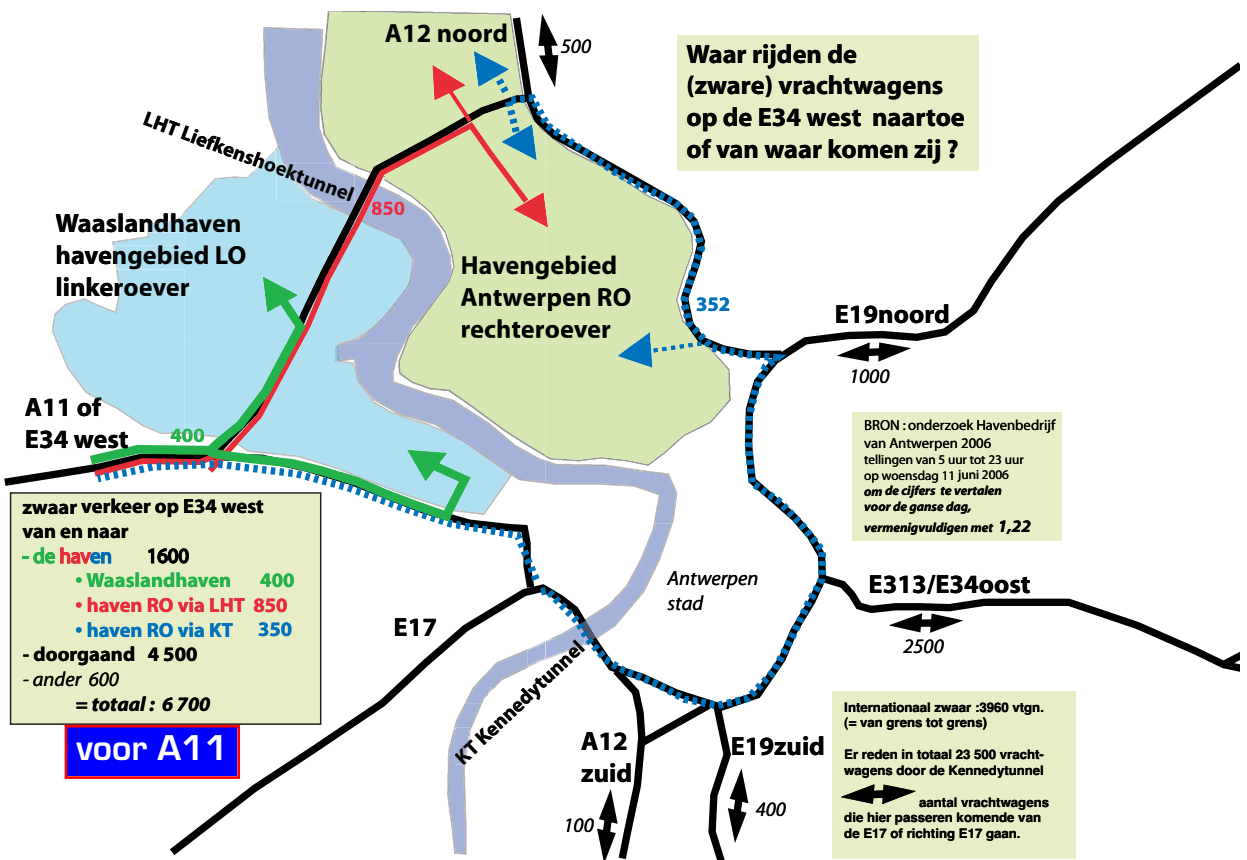 A12 noord
500
Waar rijden de
(zware) vrachtwagens
op de E34 west naartoe
of van waar komen zij ?
LHT Liefkenshoektunnel
850
Waaslandhaven
havengebied LO
linkeroever
Havengebied
Antwerpen RO
rechteroever
352
E19noord
1000
A11 of
E34 west
400
BRON : onderzoek Havenbedrijf
van Antwerpen 2006
tellingen van 5 uur tot 23 uur
op woensdag 11 juni 2006
om de cijfers te vertalen
voor de ganse dag,
vermenigvuldigen met 1,22
zwaar verkeer op E34 west
van en naar
- de haven 1600
• Waaslandhaven 400
• haven RO via LHT 850
• haven RO via KT 350
- doorgaand 4 500
- ander 600
= totaal : 6 700
voor A11
Antwerpen
stad
E313/E34oost
2500
E17
KT Kennedytunnel
A12
zuid
100
E19zuid
400
Internationaal zwaar :3960 vtgn.
(= van grens tot grens)
Er reden in totaal 23 500 vracht-
wagens door de Kennedytunnel
aantal vrachtwagens
die hier passeren komende van
de E17 of richting E17 gaan.